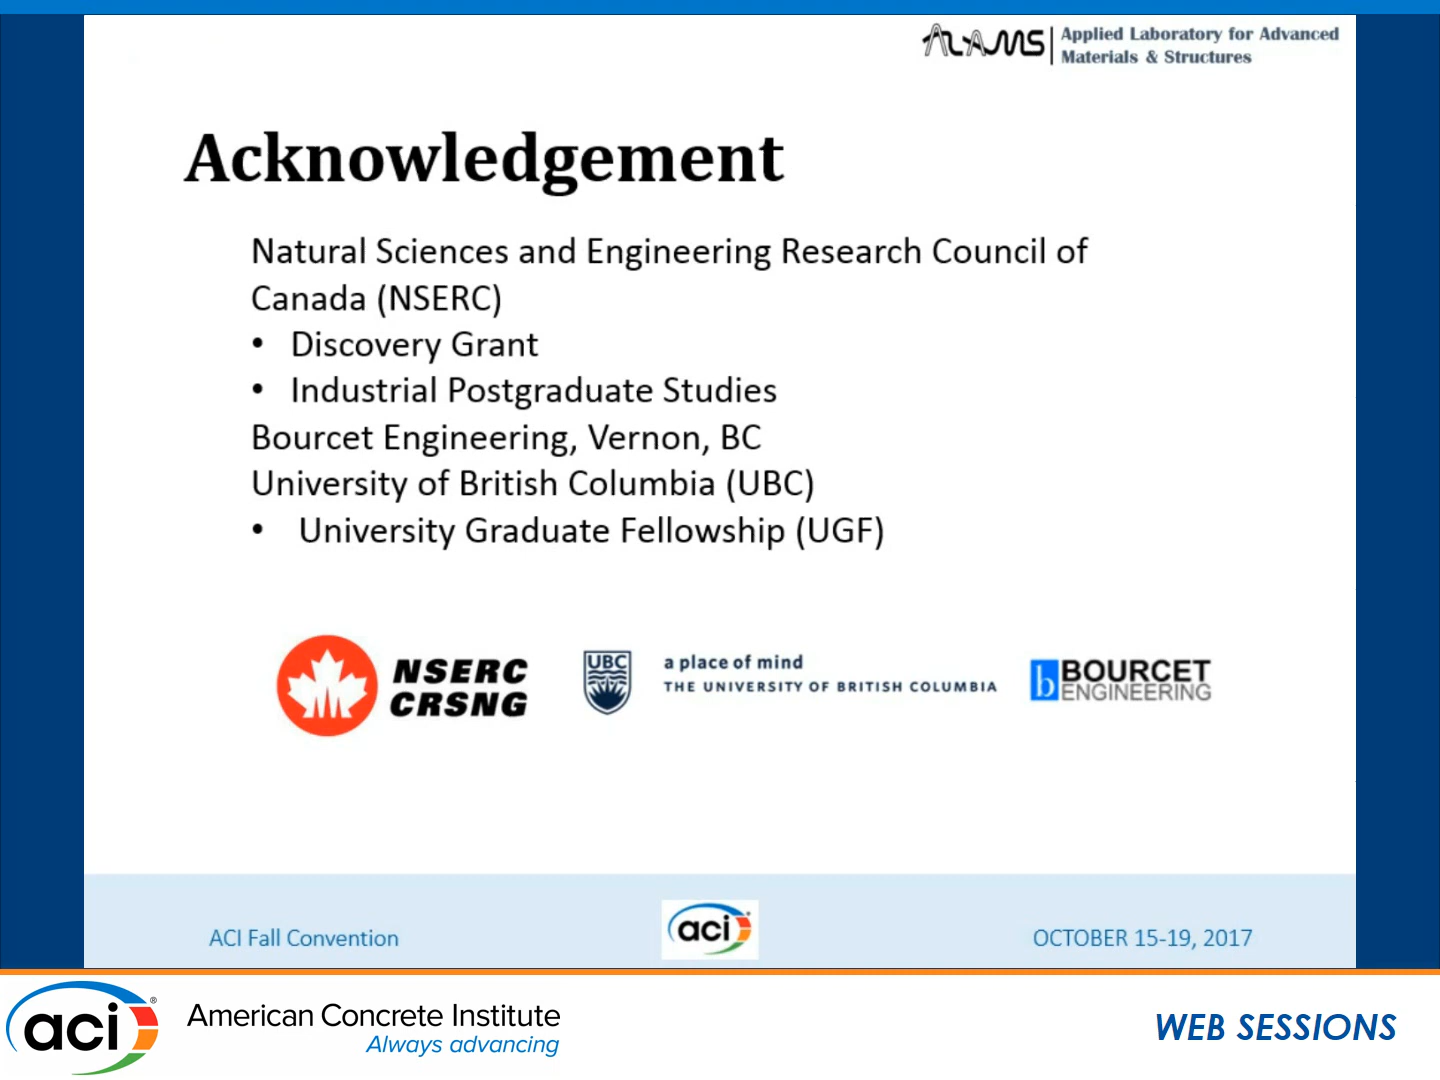 ALAMS
Applied Laboratory for Advanced
Materials & Structures
Acknowledgement
Natural Sciences and Engineering Research Council of
Canada (NSERC)
• Discovery Grant
• Industrial Postgraduate Studies
Bourcet Engineering, Vernon, BC
University of British Columbia (UBC)
• University Graduate Fellowship (UGF)
NSERC
CRSNG
UBC
a place of mind
THE UNIVERSITY OF BRITISH COLUMBIA
b BOURCET
ENGINEERING
ACI Fall Convention
aci
OCTOBER 15-19, 2017
aci®
American Concrete Institute
Always advancing
WEB SESSIONS